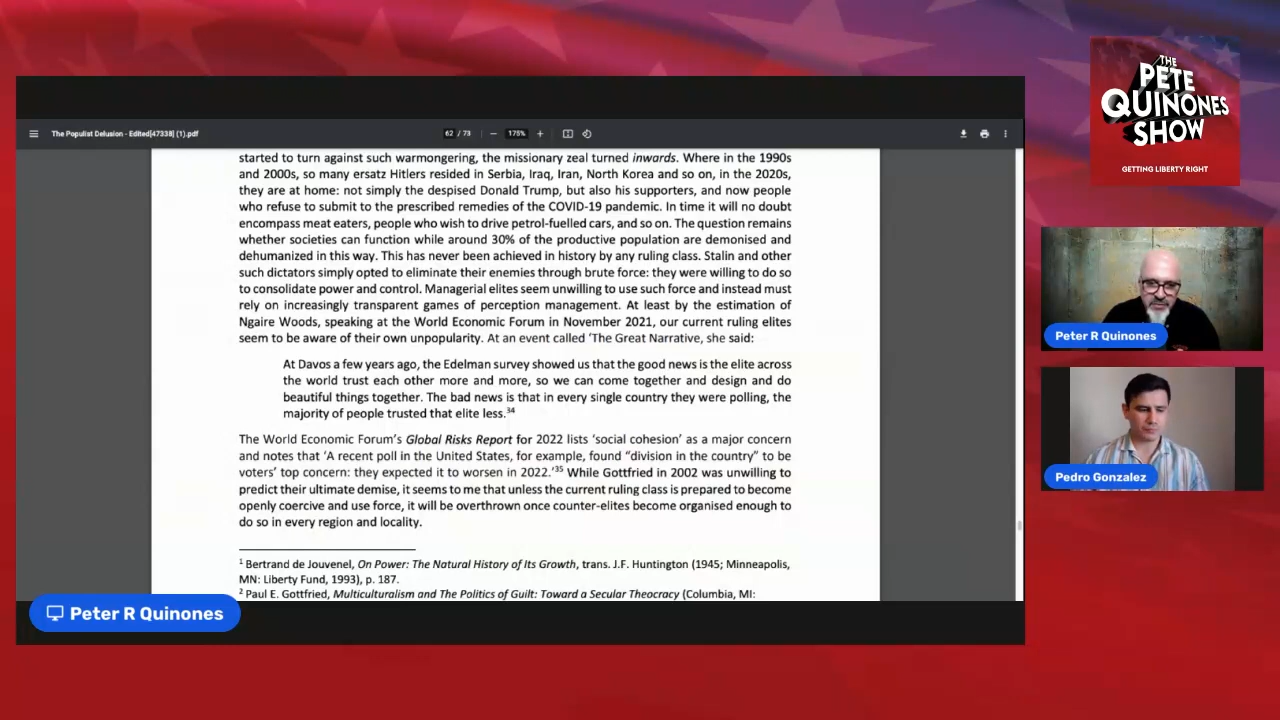 The Populist Delusion - Edited[47338] (1).pdf
62 / 73
175%
started to turn against such warmongering, the missionary zeal turned inwards. Where in the 1990s
and 2000s, so many ersatz Hitlers resided in Serbia, Iraq, Iran, North Korea and so on, in the 2020s,
they are at home: not simply the despised Donald Trump, but also his supporters, and now people
who refuse to submit to the prescribed remedies of the COVID-19 pandemic. In time it will no doubt
encompass meat eaters, people who wish to drive petrol-fuelled cars, and so on. The question remains
whether societies can function while around 30% of the productive population are demonised and
dehumanized in this way. This has never been achieved in history by any ruling class. Stalin and other
such dictators simply opted to eliminate their enemies through brute force: they were willing to do so
to consolidate power and control. Managerial elites seem unwilling to use such force and instead must
rely on increasingly transparent games of perception management. At least by the estimation of
Ngaire Woods, speaking at the World Economic Forum in November 2021, our current ruling elites
seem to be aware of their own unpopularity. At an event called ‘The Great Narrative, she said:
At Davos a few years ago, the Edelman survey showed us that the good news is the elite across
the world trust each other more and more, so we can come together and design and do
beautiful things together. The bad news is that in every single country they were polling, the
majority of people trusted that elite less.34
The World Economic Forum’s Global Risks Report for 2022 lists ‘social cohesion’ as a major concern
and notes that ‘A recent poll in the United States, for example, found “division in the country” to be
voters’ top concern: they expected it to worsen in 2022.’35 While Gottfried in 2002 was unwilling to
predict their ultimate demise, it seems to me that unless the current ruling class is prepared to become
openly coercive and use force, it will be overthrown once counter-elites become organised enough to
do so in every region and locality.
1 Bertrand de Jouvenel, On Power: The Natural History of Its Growth, trans. J.F. Huntington (1945; Minneapolis,
MN: Liberty Fund, 1993), p. 187.
2 Paul E. Gottfried, Multiculturalism and The Politics of Guilt: Toward a Secular Theocracy (Columbia, MI:
Peter R Quinones
THE
PETE
QUINONES
SHOW
GETTING LIBERTY RIGHT
Peter R Quinones
Pedro Gonzalez